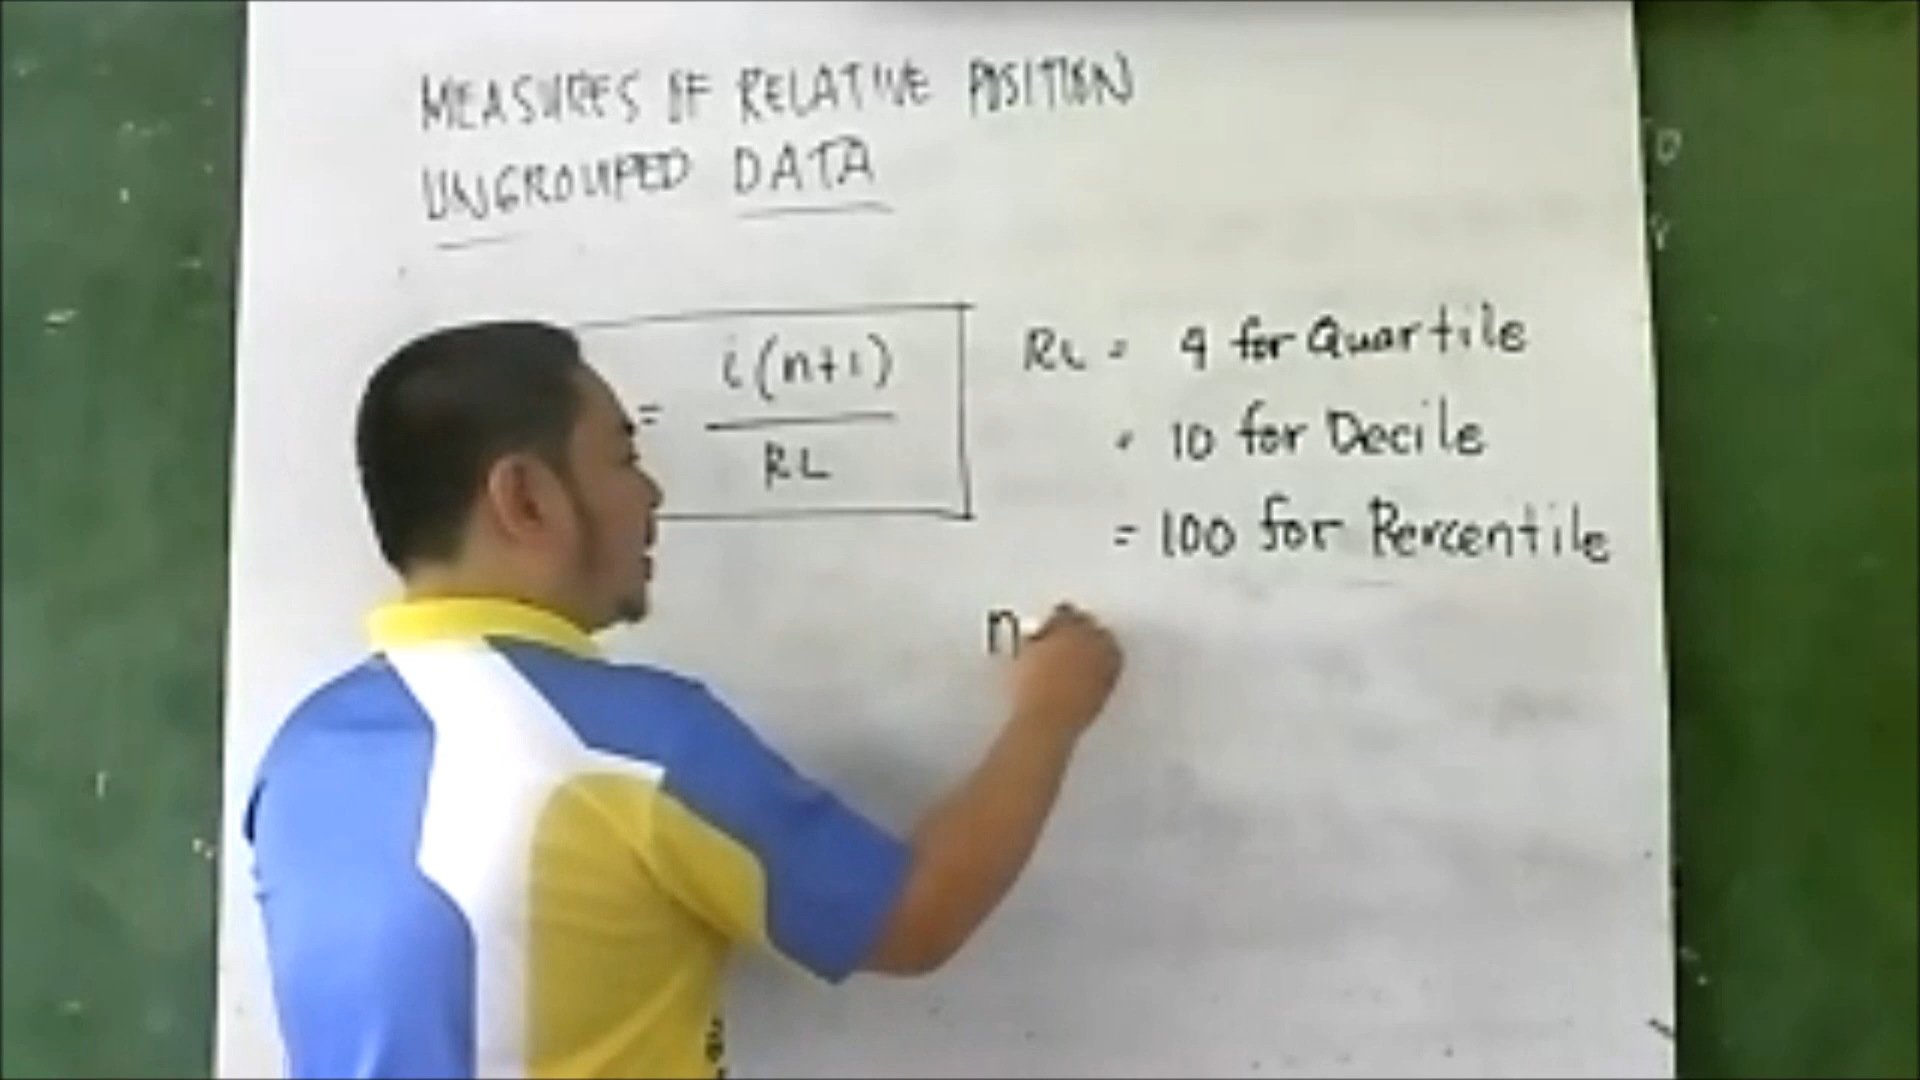 MEASURES OF RELATIVE POSITION
UNGROUPED DATA
= i(n+1)
RL
RL = 4 for Quartile
= 10 for Decile
= 100 for Percentile
n